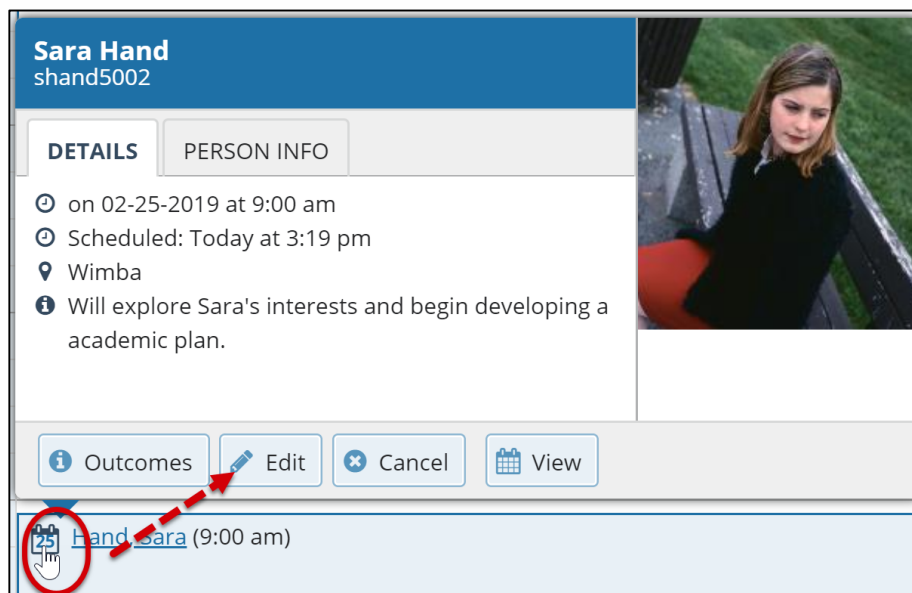 Sara Hand
shand5002
DETAILS PERSON INFO
on 02-25-2019 at 9:00 am
Scheduled: Today at 3:19 pm
Wimba
Will explore Sara's interests and begin developing a
academic plan.
Outcomes Edit Cancel View
25 Hand, Sara (9:00 am)